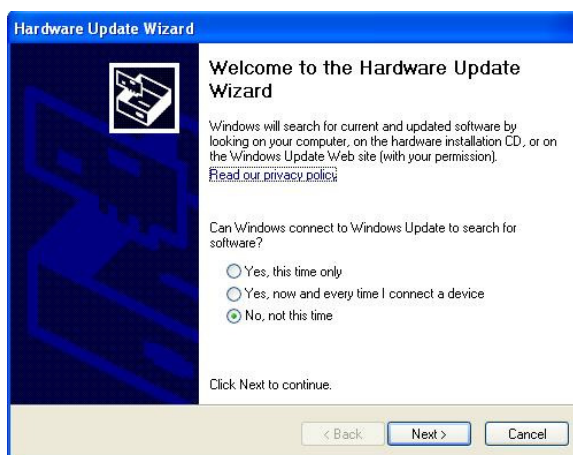 Hardware Update Wizard
Welcome to the Hardware Update
Wizard
Windows will search for current and updated software by
looking on your computer, on the hardware installation CD, or on
the Windows Update Web site (with your permission).
Read our privacy policy
Can Windows connect to Windows Update to search for
software?
Yes, this time only
Yes, now and every time I connect a device
No, not this time
Click Next to continue.
< Back
Next >
Cancel